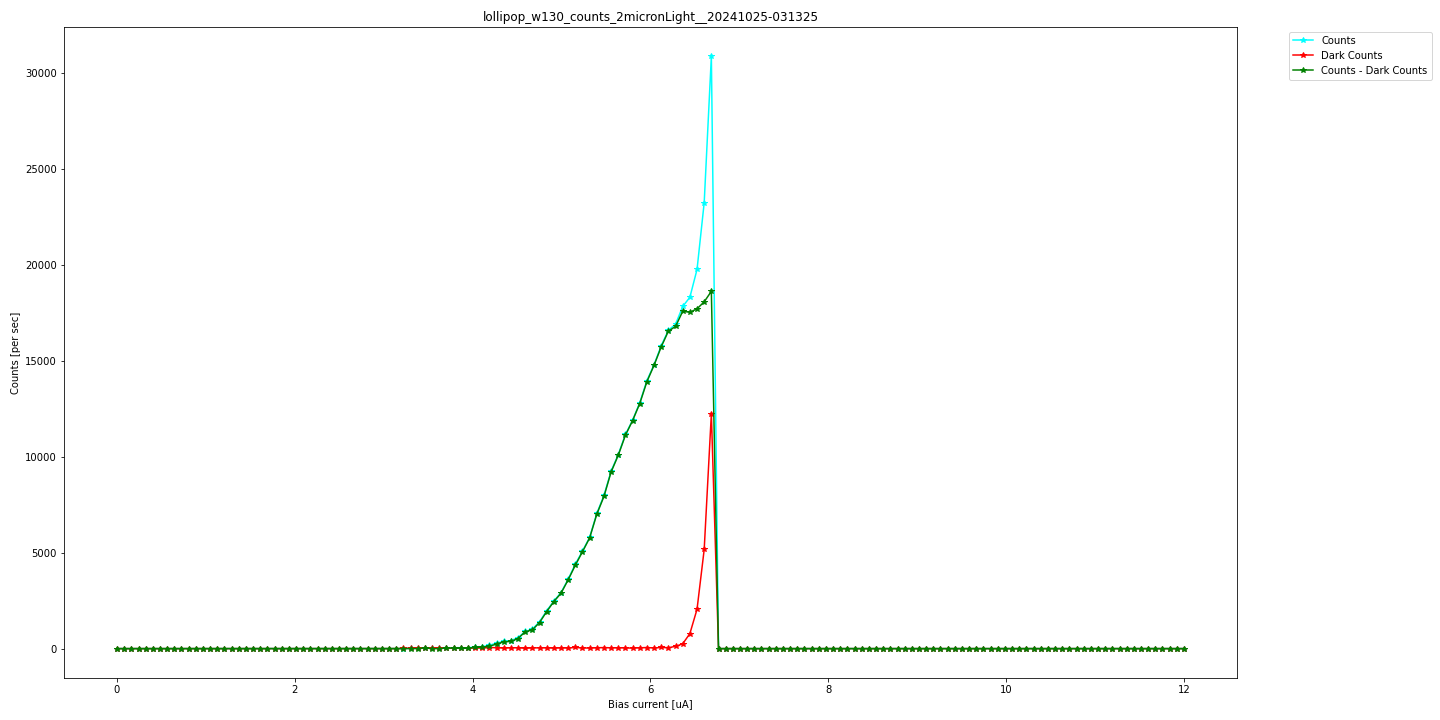 lollipop_w130_counts_2micronLight__20241025-031325
Counts
Dark Counts
Counts - Dark Counts
30000
25000
20000
15000
10000
5000
0
Counts [per sec]
0 2 4 6 8 10 12
Bias current [uA]